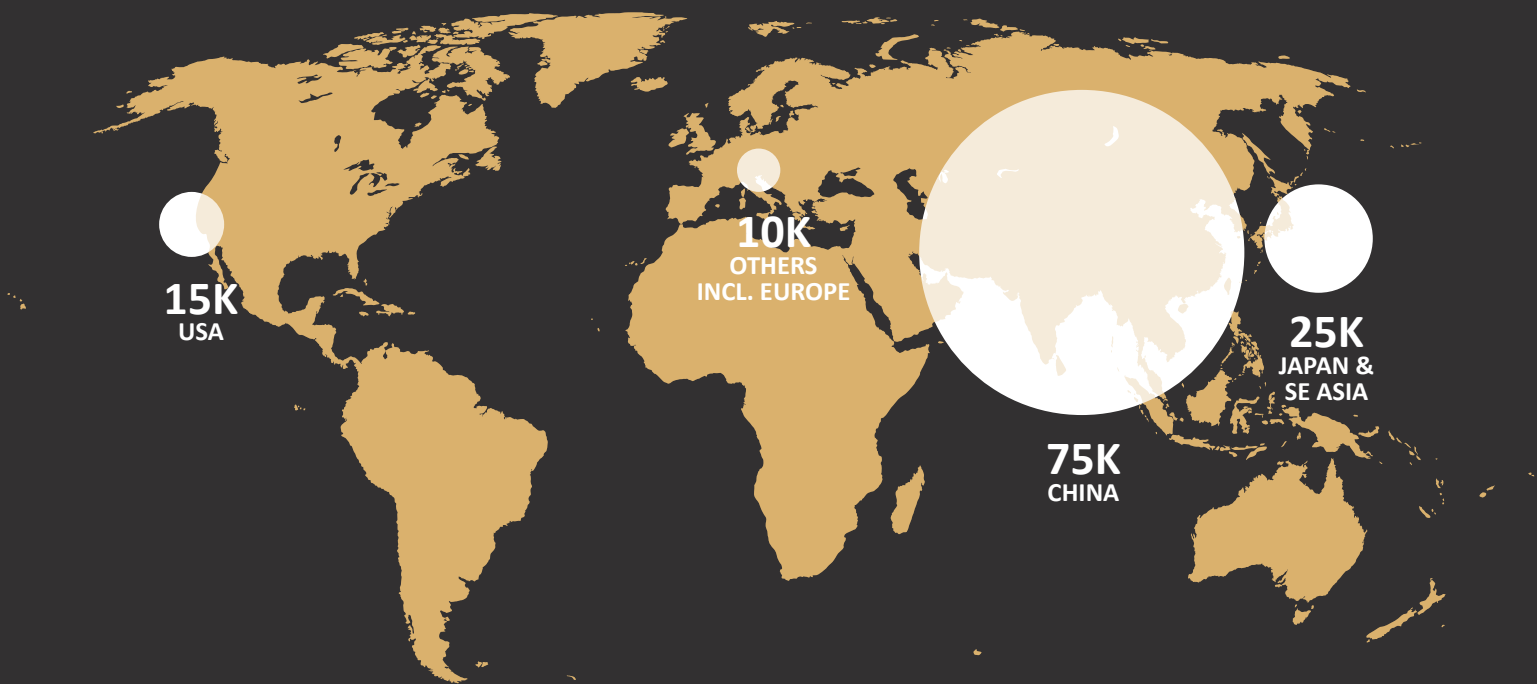 15K
USA
10K
OTHERS
INCL. EUROPE
75K
CHINA
25K
JAPAN &
SE ASIA